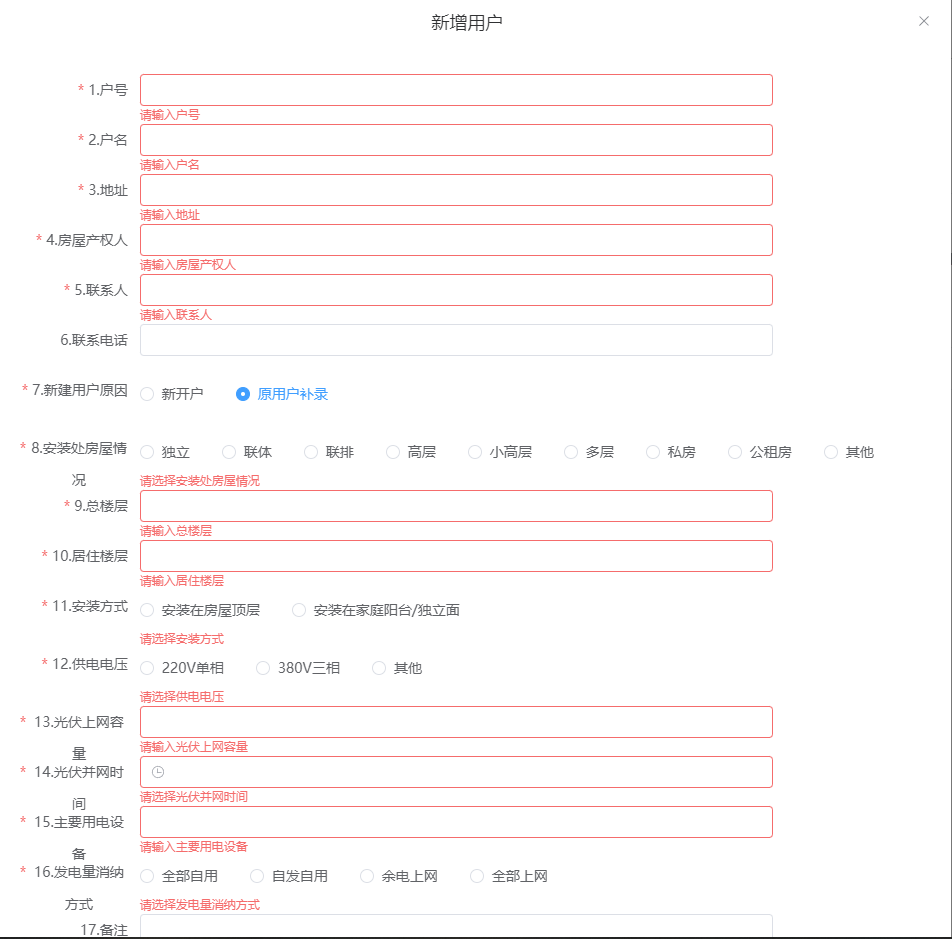 新增用户
* 1.户号
请输入户号
* 2.户名
请输入户名
* 3.地址
请输入地址
* 4.房屋产权人
请输入房屋产权人
* 5.联系人
请输入联系人
6.联系电话
* 7.新建用户原因 新开户 原用户补录
* 8.安装处房屋情 独立 联体 联排 高层 小高层 多层 私房 公租房 其他
况 请选择安装处房屋情况
* 9.总楼层
请输入总楼层
* 10.居住楼层
请输入居住楼层
* 11.安装方式 安装在房屋顶层 安装在家庭阳台/独立面
请选择安装方式
* 12.供电电压 220V单相 380V三相 其他
请选择供电电压
* 13.光伏上网容
量 请输入光伏上网容量
* 14.光伏并网时
间 请选择光伏并网时间
* 15.主要用电设
备 请输入主要用电设备
* 16.发电量消纳 全部自用 自发自用 余电上网 全部上网
方式 请选择发电量消纳方式
17.备注